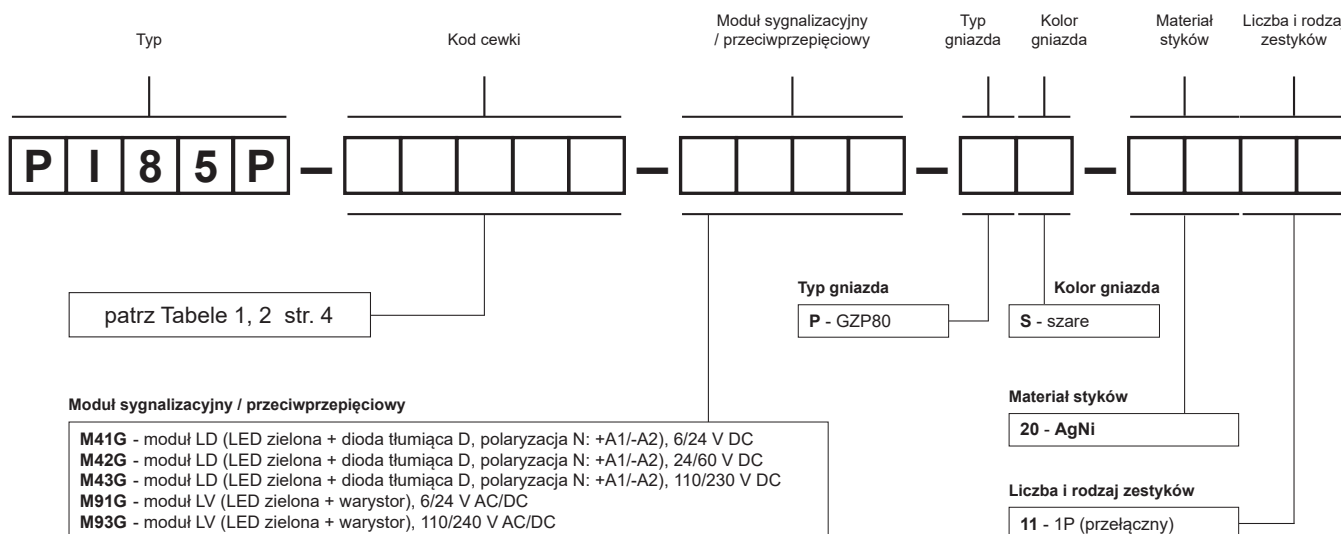 Typ
Kod cewki
Moduł sygnalizacyjny
/ przeciwprzepięciowy
Typ
gniazda
Kolor
gniazda
Materiał
styków
Liczba i rodzaj
zestyków
P I 8 5 P – – – –
patrz Tabele 1, 2 str. 4
Typ gniazda
P - GZP80
Kolor gniazda
S - szare
Moduł sygnalizacyjny / przeciwprzepięciowy
M41G - moduł LD (LED zielona + dioda tłumiąca D, polaryzacja N: +A1/-A2), 6/24 V DC
M42G - moduł LD (LED zielona + dioda tłumiąca D, polaryzacja N: +A1/-A2), 24/60 V DC
M43G - moduł LD (LED zielona + dioda tłumiąca D, polaryzacja N: +A1/-A2), 110/230 V DC
M91G - moduł LV (LED zielona + warystor), 6/24 V AC/DC
M93G - moduł LV (LED zielona + warystor), 110/240 V AC/DC
Materiał styków
20 - AgNi
Liczba i rodzaj zestyków
11 - 1P (przełączny)